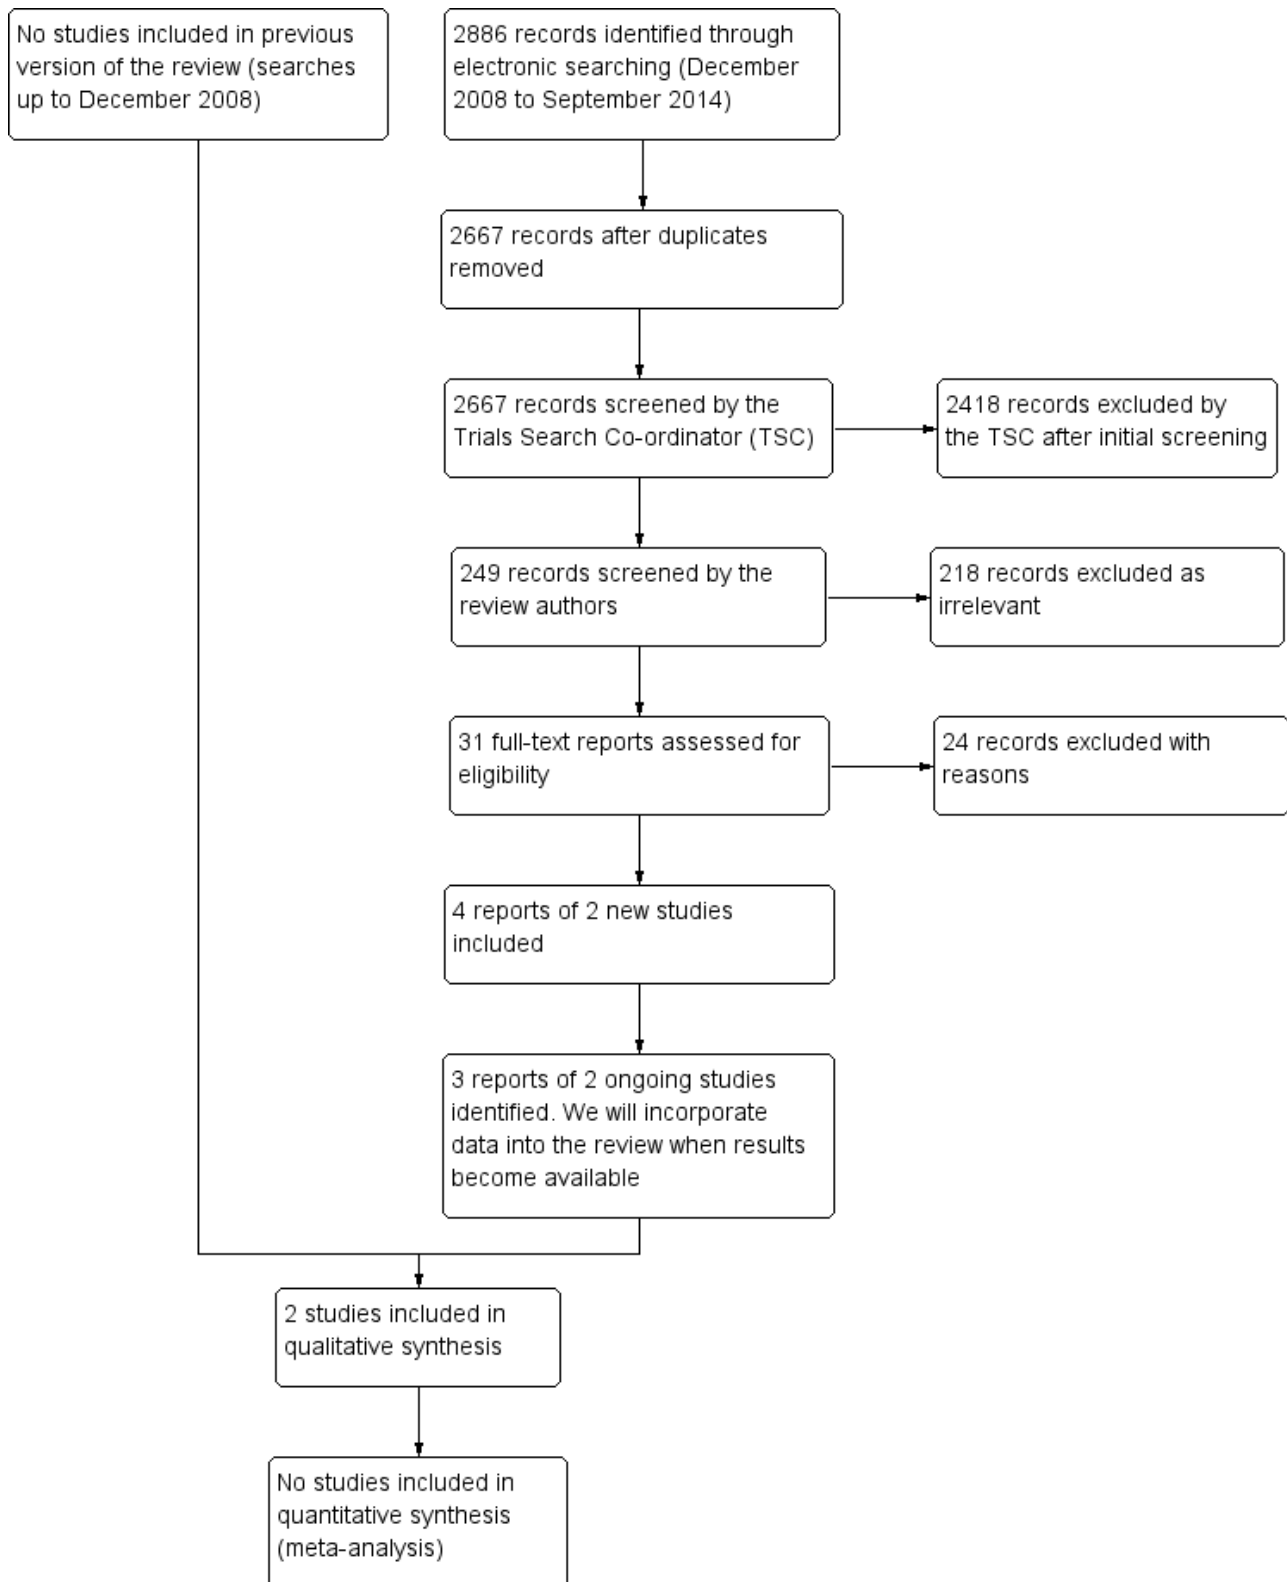 No studies included in previous
version of the review (searches
up to December 2008)
2886 records identified through
electronic searching (December
2008 to September 2014)
2667 records after duplicates
removed
2667 records screened by the
Trials Search Co-ordinator (TSC)
2418 records excluded by
the TSC after initial screening
249 records screened by the
review authors
218 records excluded as
irrelevant
31 full-text reports assessed for
eligibility
24 records excluded with
reasons
4 reports of 2 new studies
included
3 reports of 2 ongoing studies
identified. We will incorporate
data into the review when results
become available
2 studies included in
qualitative synthesis
No studies included in
quantitative synthesis
(meta-analysis)